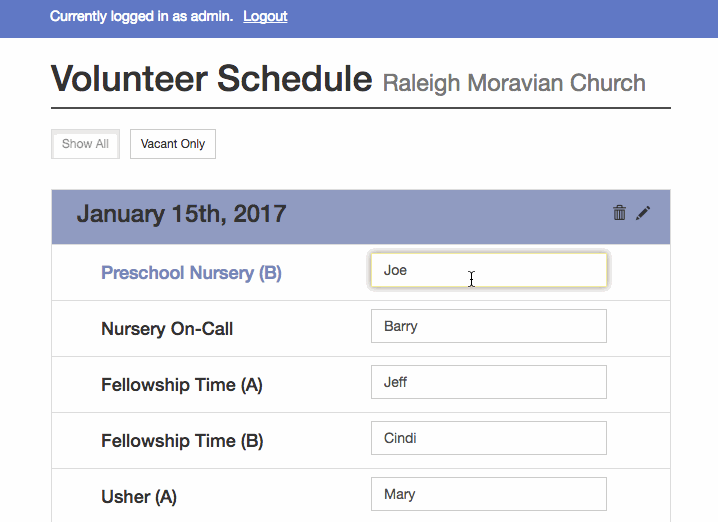 Currently logged in as admin. Logout
Volunteer Schedule Raleigh Moravian Church
Show All Vacant Only
January 15th, 2017
Preschool Nursery (B) Joe
Nursery On-Call Barry
Fellowship Time (A) Jeff
Fellowship Time (B) Cindi
Usher (A) Mary